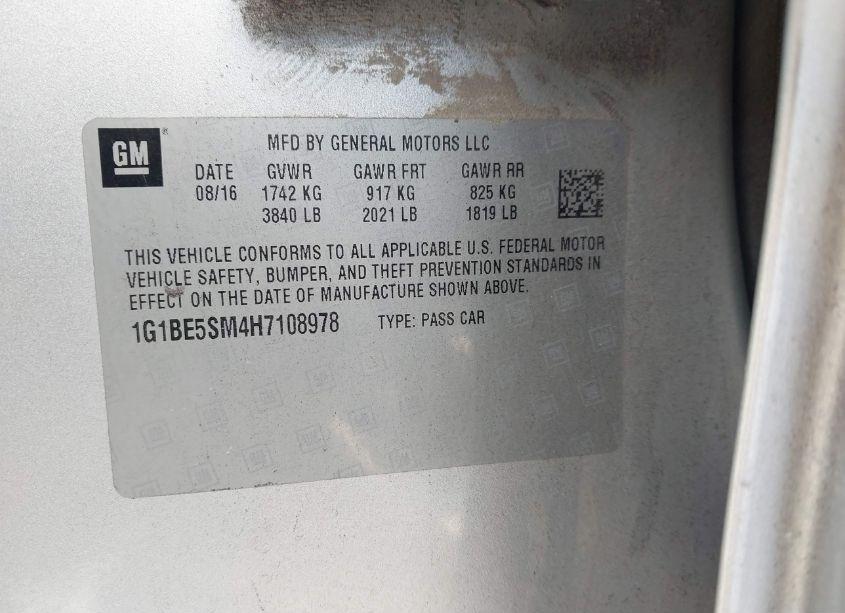 GM
MFD BY GENERAL MOTORS LLC
DATE GVWR GAWR FRT GAWR RR
08/16 1742 KG 917 KG 825 KG
3840 LB 2021 LB 1819 LB
THIS VEHICLE CONFORMS TO ALL APPLICABLE U.S. FEDERAL MOTOR
VEHICLE SAFETY, BUMPER, AND THEFT PREVENTION STANDARDS IN
EFFECT ON THE DATE OF MANUFACTURE SHOWN ABOVE.
1G1BE5SM4H7108978 TYPE: PASS CAR